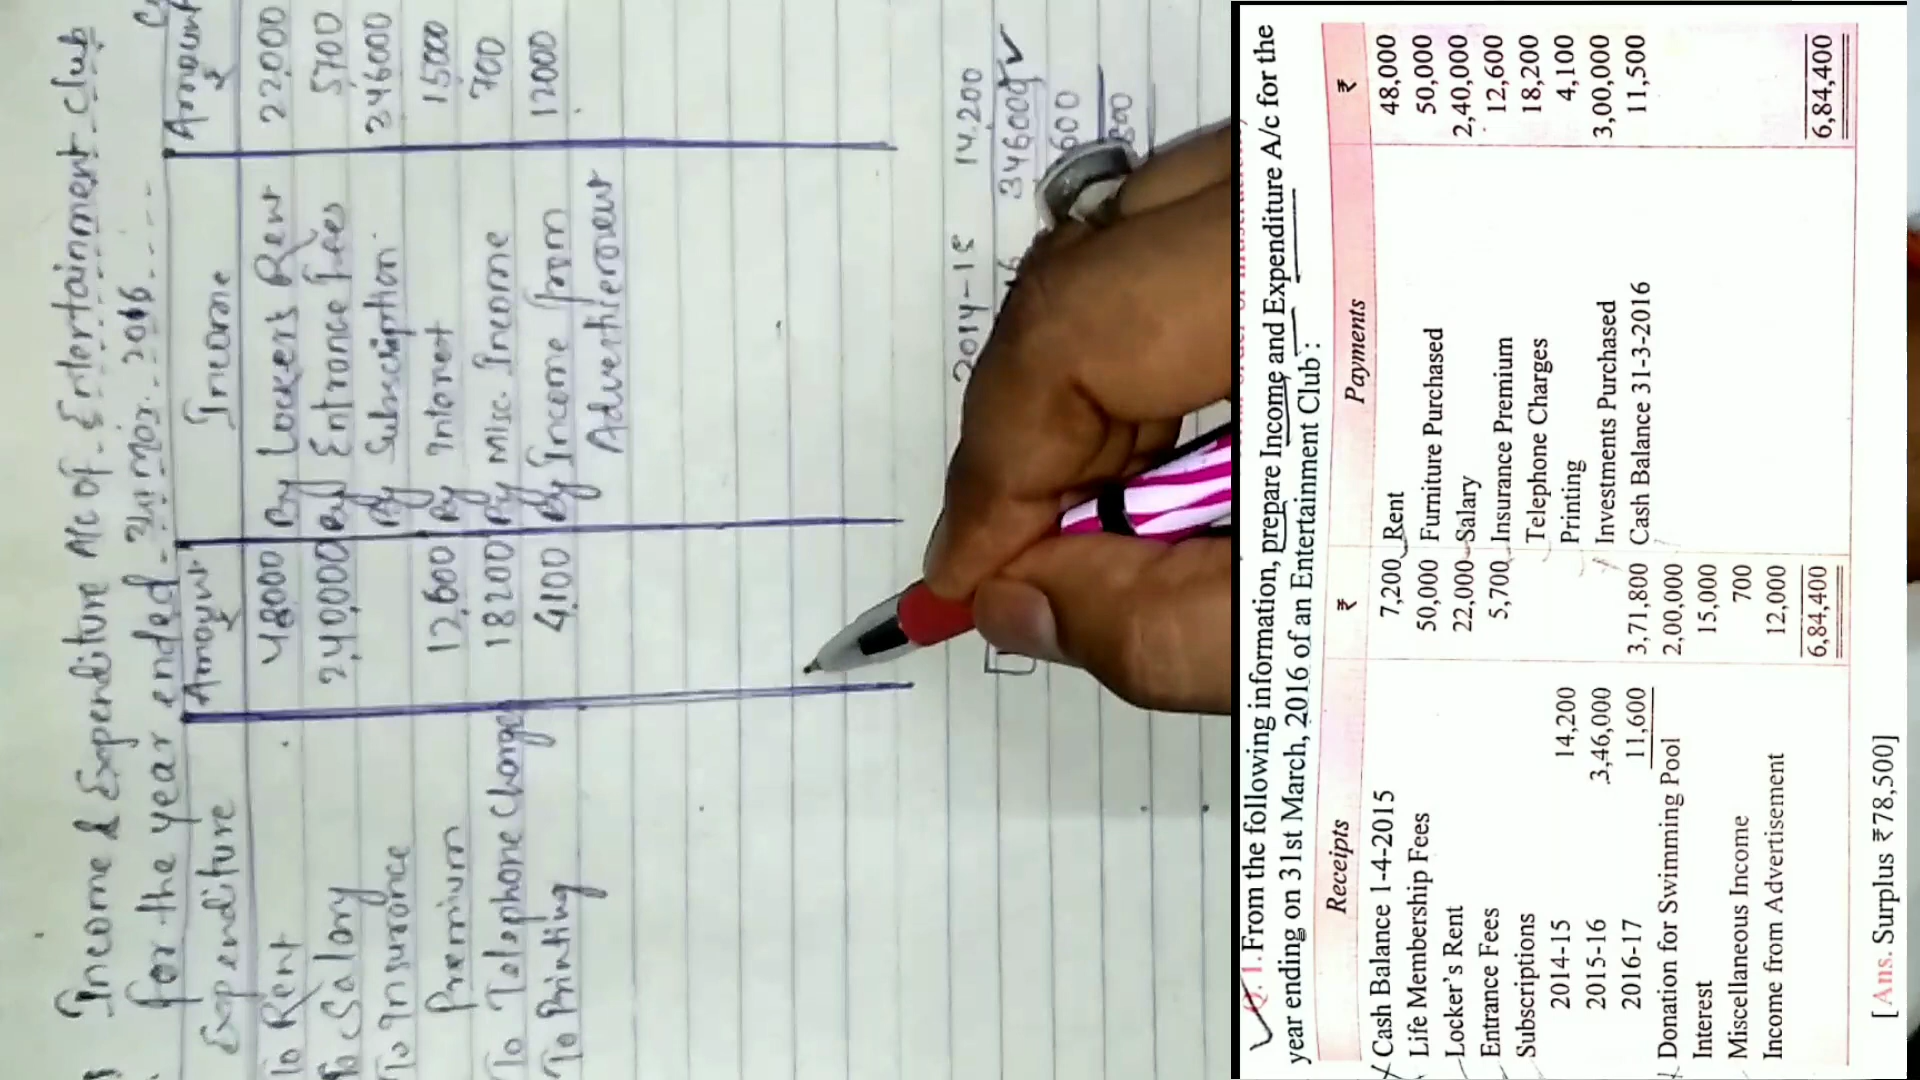 Income & Expenditure A/c of Entertainment Club
for the year ended 31 Mar. 2016
Expenditure Amount ₹ Income Amount ₹
To Rent 48000 By Lockers Rent 22000
To Salary 240000 By Entrance fees 5700
To Insurance By Subscription 346000
Premium 12,600 By Interest 15000
To Telephone Charges 18200 By Misc. Income 700
To Printing 4100 By Income from 12000
Advertisement
2014-15 14,200
346000
600
800
Q.1. From the following information, prepare Income and Expenditure A/c for the
year ending on 31st March, 2016 of an Entertainment Club :
Receipts ₹ Payments ₹
Cash Balance 1-4-2015 7,200 Rent 48,000
Life Membership Fees 50,000 Furniture Purchased 50,000
Locker's Rent 22,000 Salary 2,40,000
Entrance Fees 5,700 Insurance Premium 12,600
Subscriptions Telephone Charges 18,200
2014-15 14,200 Printing 4,100
2015-16 3,46,000 Investments Purchased 3,00,000
2016-17 11,600 3,71,800 Cash Balance 31-3-2016 11,500
Donation for Swimming Pool 2,00,000
Interest 15,000
Miscellaneous Income 700
Income from Advertisement 12,000
6,84,400 6,84,400
[Ans. Surplus ₹78,500]